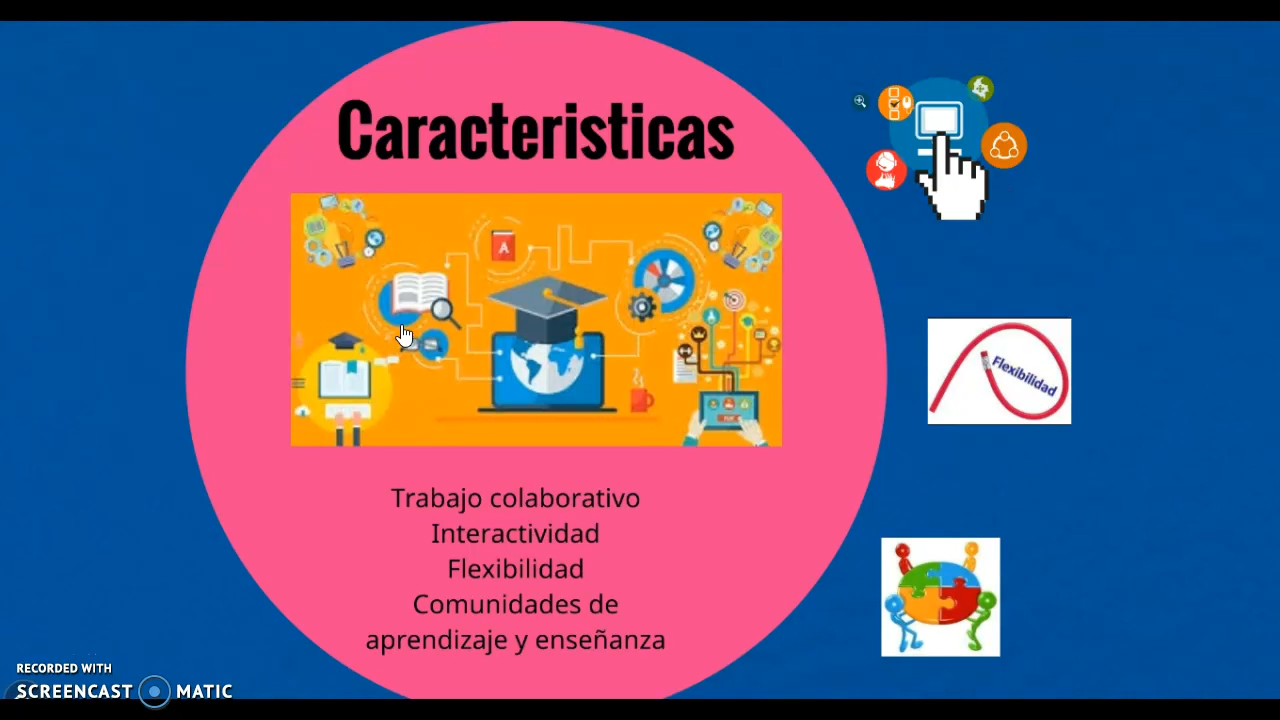 Caracteristicas
A
Flexibilidad
Trabajo colaborativo
Interactividad
Flexibilidad
Comunidades de
aprendizaje y enseñanza
RECORDED WITH
SCREENCAST MATIC